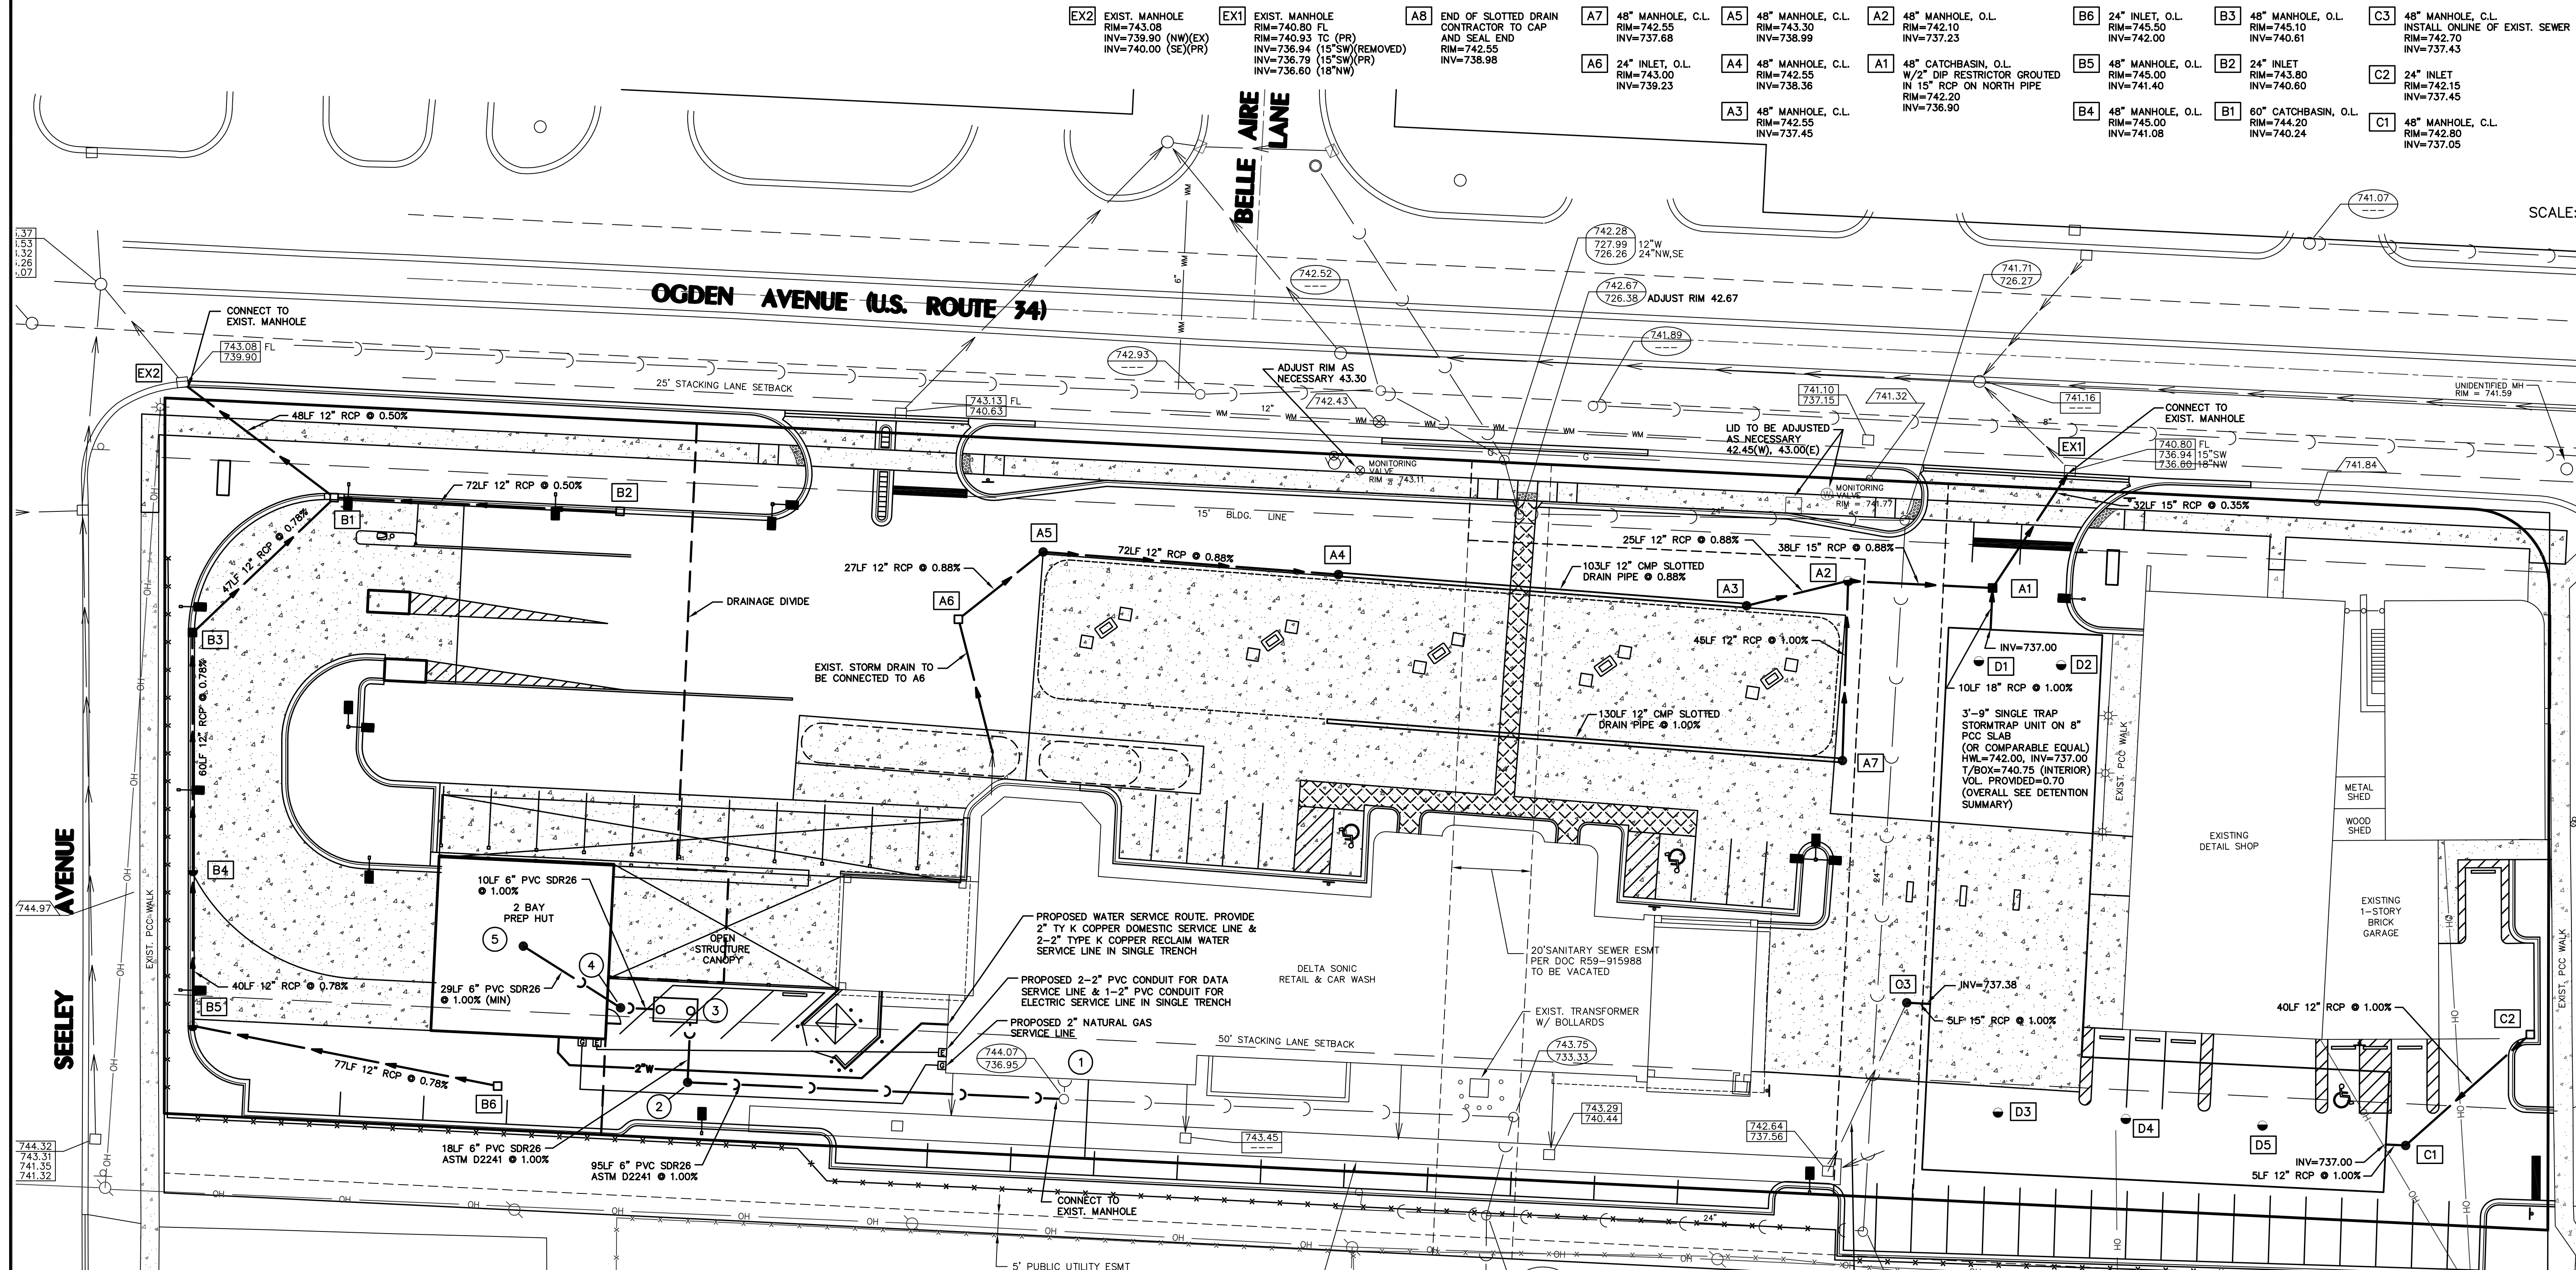 EX2
EXIST. MANHOLE
RIM=743.08
INV=739.90 (NW)(EX)
INV=740.00 (SE)(PR)
EX1
EXIST. MANHOLE
RIM=740.80 FL
RIM=740.93 TC (PR)
INV=736.94 (15"SW)(REMOVED)
INV=736.79 (15"SW)(PR)
INV=736.60 (18"NW)
A8
END OF SLOTTED DRAIN
CONTRACTOR TO CAP
AND SEAL END
RIM=742.55
INV=738.98
A7
48" MANHOLE, C.L.
RIM=742.55
INV=737.68
A6
24" INLET, O.L.
RIM=743.00
INV=739.23
A5
48" MANHOLE, C.L.
RIM=743.30
INV=738.99
A4
48" MANHOLE, C.L.
RIM=742.55
INV=738.36
A3
48" MANHOLE, C.L.
RIM=742.55
INV=737.45
A2
48" MANHOLE, O.L.
RIM=742.10
INV=737.23
A1
48" CATCHBASIN, O.L.
W/2" DIP RESTRICTOR GROUTED
IN 15" RCP ON NORTH PIPE
RIM=742.20
INV=736.90
B6
24" INLET, O.L.
RIM=745.50
INV=742.00
B5
48" MANHOLE, O.L.
RIM=745.00
INV=741.40
B4
48" MANHOLE, O.L.
RIM=745.00
INV=741.08
B3
48" MANHOLE, O.L.
RIM=745.10
INV=740.61
B2
24" INLET
RIM=743.80
INV=740.60
B1
60" CATCHBASIN, O.L.
RIM=744.20
INV=740.24
C3
48" MANHOLE, C.L.
INSTALL ONLINE OF EXIST. SEWER
RIM=742.70
INV=737.43
C2
24" INLET
RIM=742.15
INV=737.45
C1
48" MANHOLE, C.L.
RIM=742.80
INV=737.05
BELLE AIRE
LANE
SCALE:
741.07
742.28
727.99 12"W
726.26 24"NW,SE
742.52
742.67
726.38 ADJUST RIM 42.67
741.71
726.27
OGDEN AVENUE (U.S. ROUTE 34)
CONNECT TO
EXIST. MANHOLE
743.08 FL
739.90
EX2
25' STACKING LANE SETBACK
742.93
741.89
ADJUST RIM AS
NECESSARY 43.30
742.43
743.13 FL
740.63
12"
6"
WM
741.10
737.15
741.32
741.16
8"
UNIDENTIFIED MH
RIM = 741.59
CONNECT TO
EXIST. MANHOLE
EX1
740.80 FL
736.94 15"SW
736.60 18"NW
741.84
LID TO BE ADJUSTED
AS NECESSARY
42.45(W), 43.00(E)
MONITORING
VALVE
RIM = 743.11
MONITORING
VALVE
RIM = 741.77
48LF 12" RCP @ 0.50%
72LF 12" RCP @ 0.50%
B2
B1
15' BLDG. LINE
24"
32LF 15" RCP @ 0.35%
47LF 12" RCP @ 0.78%
A5
72LF 12" RCP @ 0.88%
A4
27LF 12" RCP @ 0.88%
25LF 12" RCP @ 0.88%
38LF 15" RCP @ 0.88%
103LF 12" CMP SLOTTED
DRAIN PIPE @ 0.88%
A3
A2
A1
A6
DRAINAGE DIVIDE
B3
EXIST. STORM DRAIN TO
BE CONNECTED TO A6
45LF 12" RCP @ 1.00%
INV=737.00
D1
D2
10LF 18" RCP @ 1.00%
60LF 12" RCP @ 0.78%
130LF 12" CMP SLOTTED
DRAIN PIPE @ 1.00%
A7
3'-9" SINGLE TRAP
STORMTRAP UNIT ON 8"
PCC SLAB
(OR COMPARABLE EQUAL)
HWL=742.00, INV=737.00
T/BOX=740.75 (INTERIOR)
VOL. PROVIDED=0.70
(OVERALL SEE DETENTION
SUMMARY)
EXIST. PCC WALK
METAL
SHED
WOOD
SHED
EXISTING
DETAIL SHOP
EXISTING
1-STORY
BRICK
GARAGE
EXIST. PCC WALK
SEELEY AVENUE
744.97
EXIST. PCC WALK
B4
10LF 6" PVC SDR26
@ 1.00%
2 BAY
PREP HUT
5
4
3
OPEN
STRUCTURE
CANOPY
29LF 6" PVC SDR26
@ 1.00% (MIN)
40LF 12" RCP @ 0.78%
B5
PROPOSED WATER SERVICE ROUTE. PROVIDE
2" TY K COPPER DOMESTIC SERVICE LINE &
2-2" TYPE K COPPER RECLAIM WATER
SERVICE LINE IN SINGLE TRENCH
PROPOSED 2-2" PVC CONDUIT FOR DATA
SERVICE LINE & 1-2" PVC CONDUIT FOR
ELECTRIC SERVICE LINE IN SINGLE TRENCH
PROPOSED 2" NATURAL GAS
SERVICE LINE
DELTA SONIC
RETAIL & CAR WASH
20'SANITARY SEWER ESMT
PER DOC R59-915988
TO BE VACATED
EXIST. TRANSFORMER
W/ BOLLARDS
50' STACKING LANE SETBACK
24"
C3
INV=737.38
5LF 15" RCP @ 1.00%
40LF 12" RCP @ 1.00%
C2
744.07
736.95
1
743.75
733.33
2"W
77LF 12" RCP @ 0.78%
B6
2
743.29
740.44
743.45
742.64
737.56
D3
D4
D5
INV=737.00
5LF 12" RCP @ 1.00%
C1
744.32
743.31
741.35
741.32
18LF 6" PVC SDR26
ASTM D2241 @ 1.00%
95LF 6" PVC SDR26
ASTM D2241 @ 1.00%
CONNECT TO
EXIST. MANHOLE
24"
OH
5' PUBLIC UTILITY ESMT